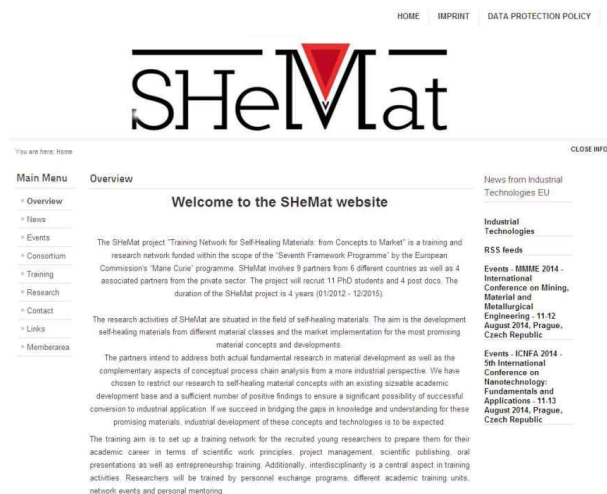 HOME IMPRINT DATA PROTECTION POLICY
SHeMat
You are here: Home
CLOSE INFO
Main Menu
Overview
News
Events
Consortium
Training
Research
Contact
Links
Memberarea
Overview
Welcome to the SHeMat website
The SHeMat project "Training Network for Self-Healing Materials: from Concepts to Market" is a training and
research network funded within the scope of the "Seventh Framework Programme" by the European
Commission's "Marie Curie" programme. SHeMat involves 9 partners from 6 different countries as well as 4
associated partners from the private sector. The project will recruit 11 PhD students and 4 post docs. The
duration of the SHeMat project is 4 years (01/2012 - 12/2015).
The research activities of SHeMat are situated in the field of self-healing materials. The aim is the development
self-healing materials from different material classes and the market implementation for the most promising
material concepts and developments.
The partners intend to address both actual fundamental research in material development as well as the
complementary aspects of conceptual process chain analysis from a more industrial perspective. We have
chosen to restrict our research to self-healing material concepts with an existing sizeable academic
development base and a sufficient number of positive findings to ensure a significant possibility of successful
conversion to industrial application. If we succeed in bridging the gaps in knowledge and understanding for these
promising materials, industrial development of these concepts and technologies is to be expected.
The training aim is to set up a training network for the recruited young researchers to prepare them for their
academic career in terms of scientific work principles, project management, scientific publishing, oral
presentations as well as entrepreneurship training. Additionally, interdisciplinarity is a central aspect in training
activities. Researchers will be trained by personnel exchange programs, different academic training units,
network events and personal mentoring.
News from Industrial
Technologies EU
Industrial
Technologies
RSS feeds
Events - MMME 2014 -
International
Conference on Mining,
Material and
Metallurgical
Engineering - 11-12
August 2014, Prague,
Czech Republic
Events - ICNFA 2014 -
5th International
Conference on
Nanotechnology:
Fundamentals and
Applications - 11-13
August 2014, Prague,
Czech Republic